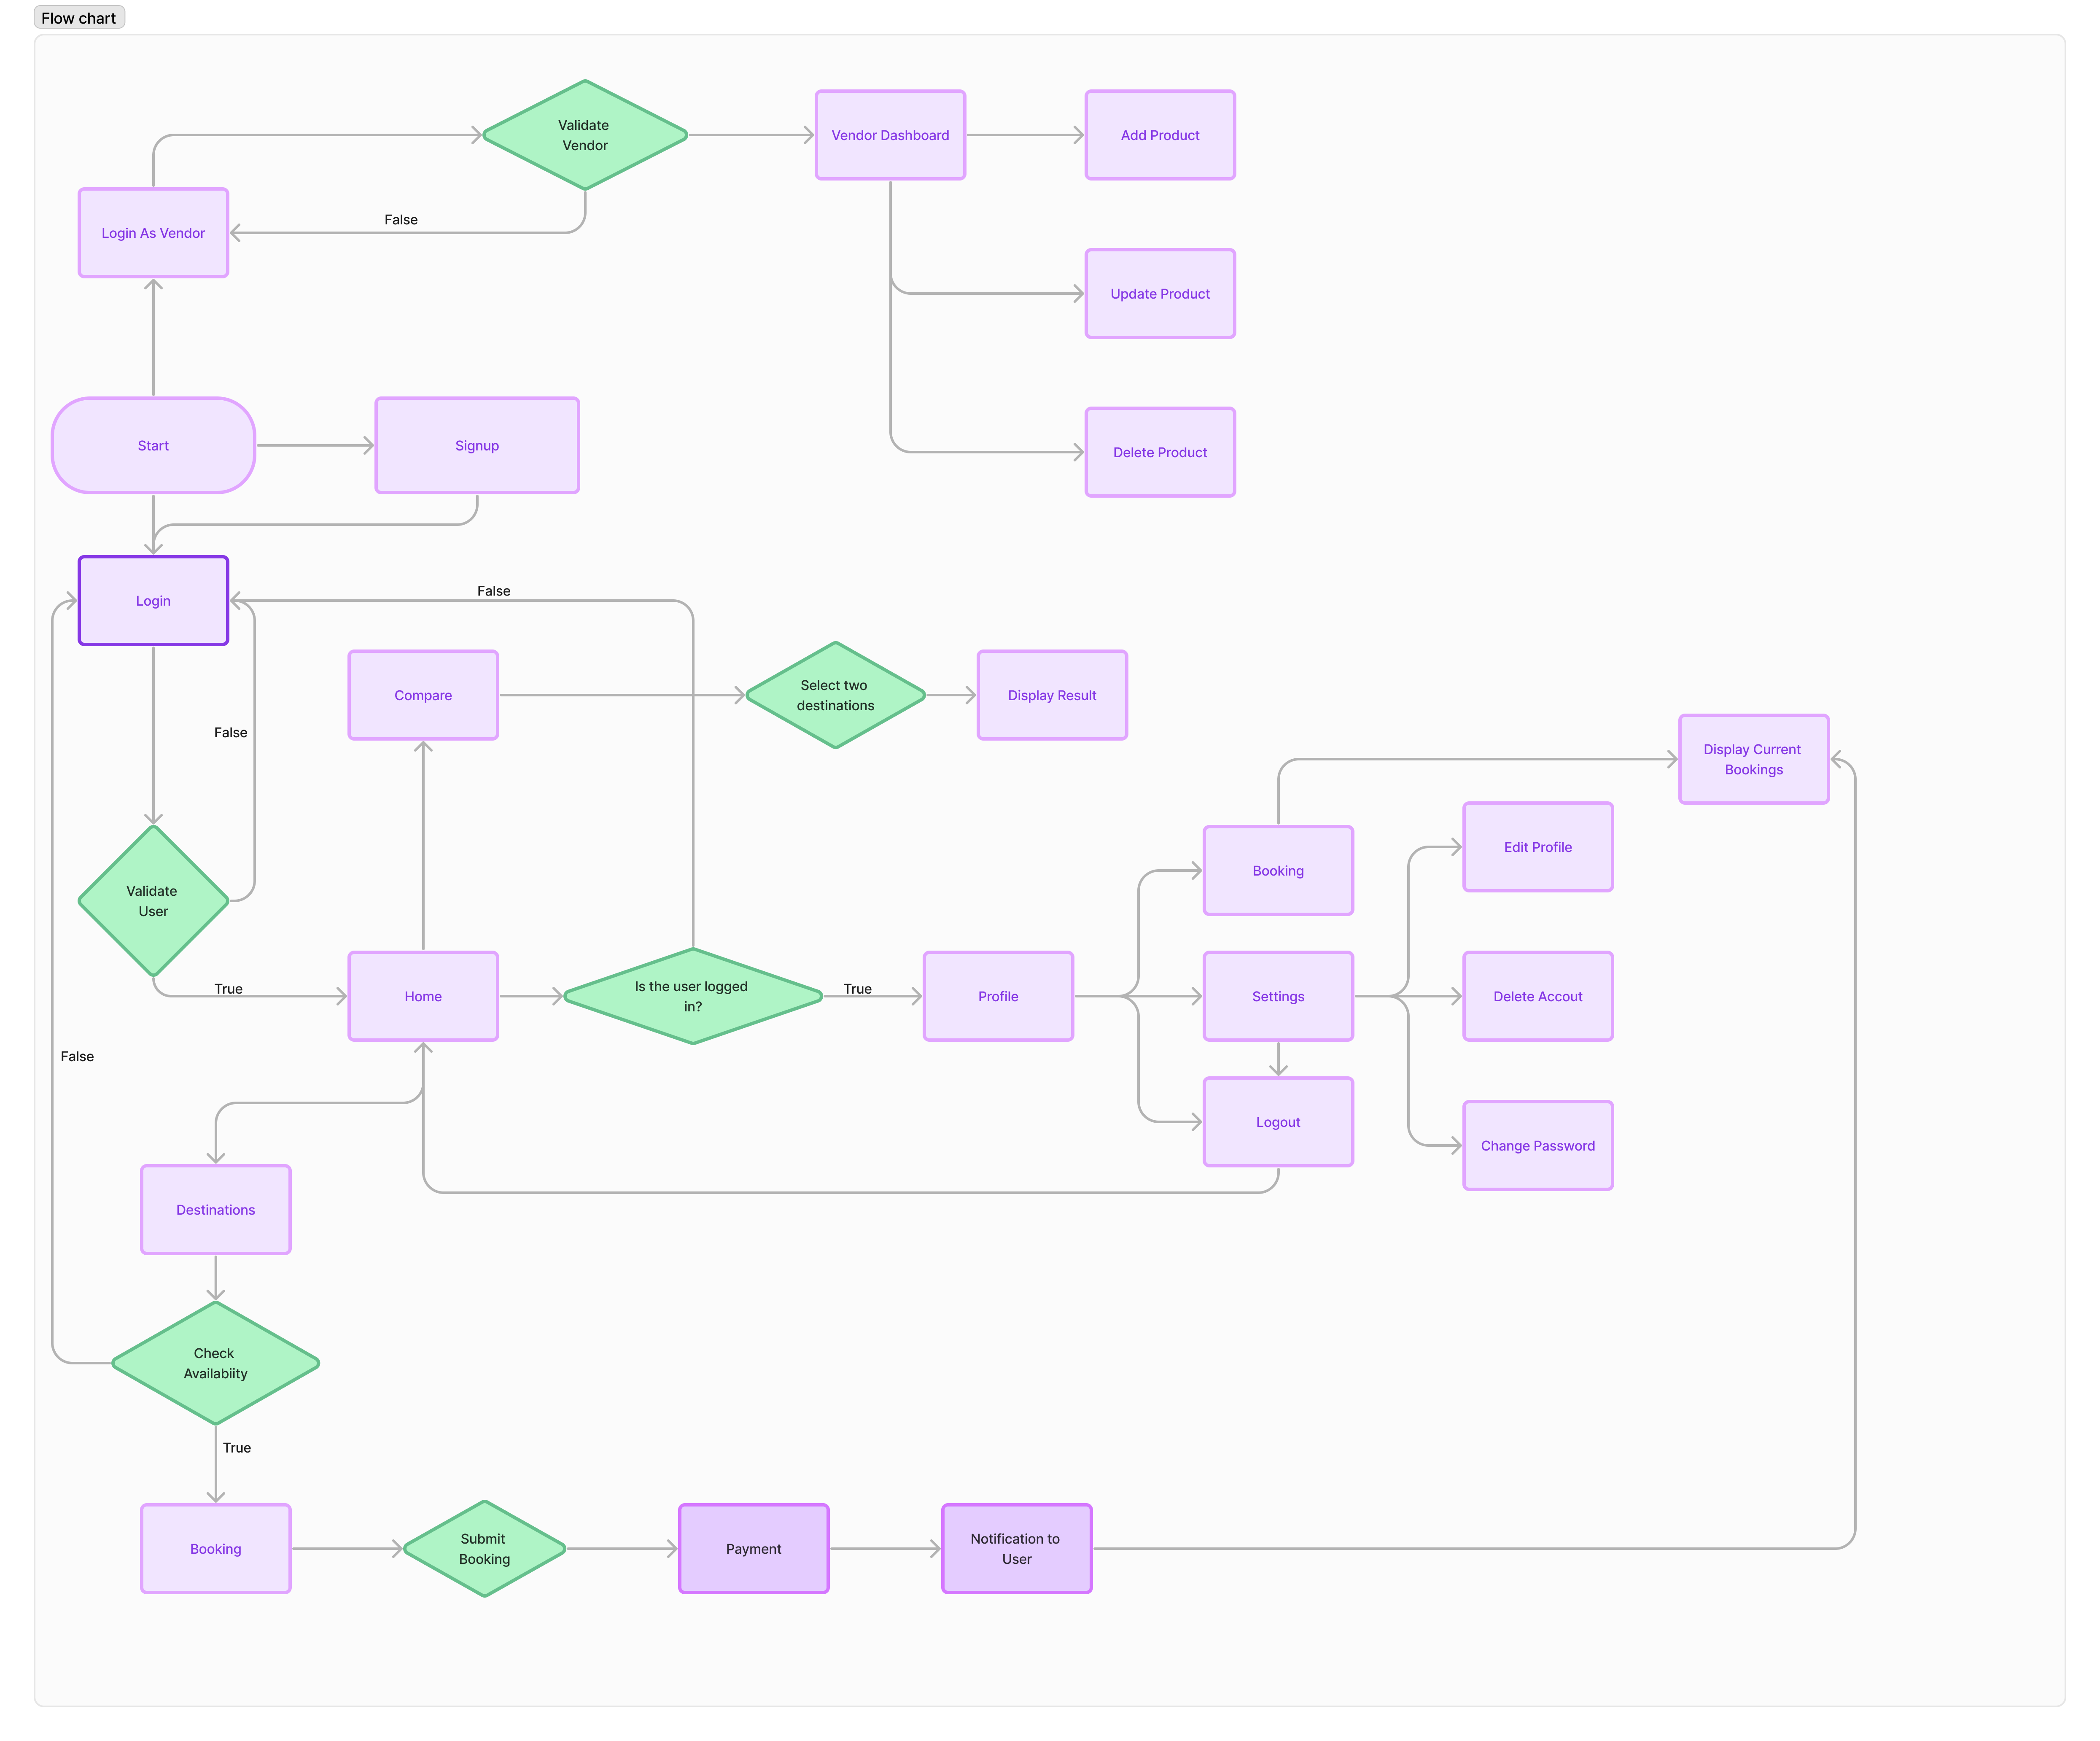 Flow chart
Validate
Vendor
Vendor Dashboard
Add Product
False
Login As Vendor
Update Product
Start
Signup
Delete Product
False
Login
Select two
destinations
Compare
Display Result
False
Display Current
Bookings
Edit Profile
Booking
Validate
User
Is the user logged
in?
True
True
Home
Profile
Settings
Delete Accout
False
Logout
Change Password
Destinations
Check
Availabiity
True
Booking
Submit
Booking
Payment
Notification to
User